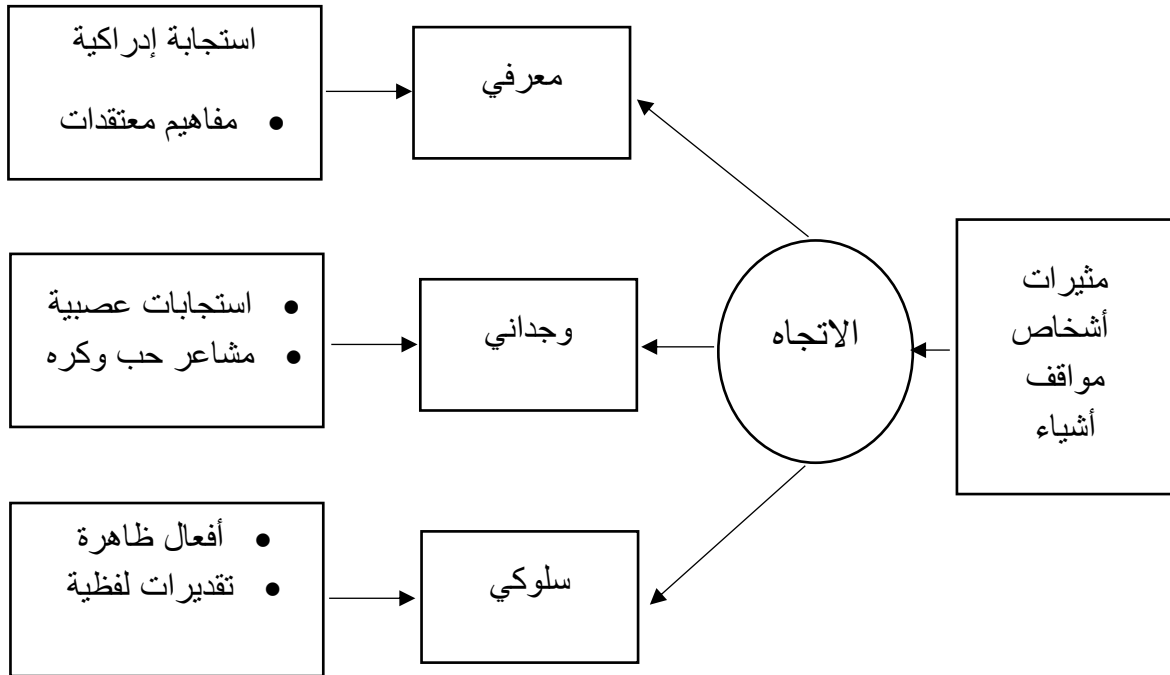 مثيرات
أشخاص
مواقف
أشياء
الاتجاه
معرفي
وجداني
سلوكي
استجابة إدراكية
• مفاهيم معتقدات
• استجابات عصبية
• مشاعر حب وكره
• أفعال ظاهرة
• تقديرات لفظية